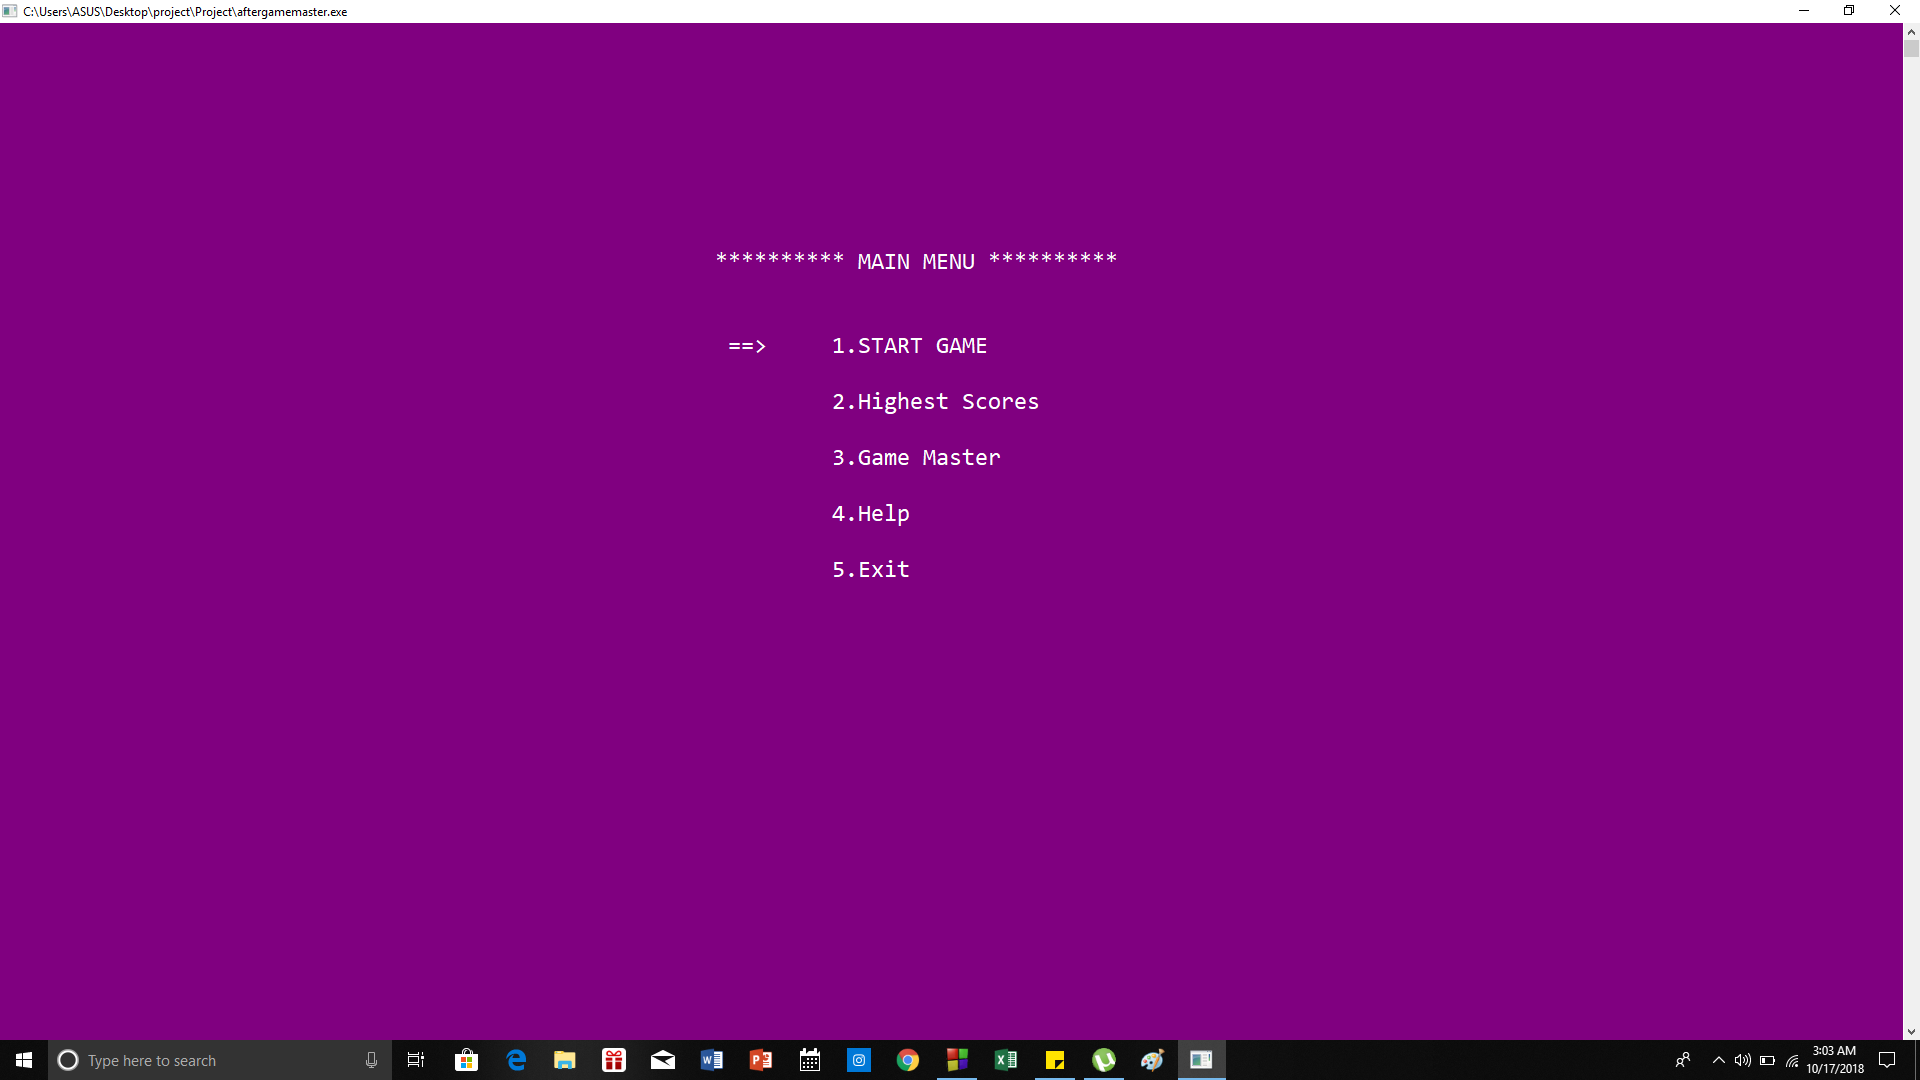 C:\Users\ASUS\Desktop\project\Project\aftergamemaster.exe
********** MAIN MENU **********
==> 1.START GAME
2.Highest Scores
3.Game Master
4.Help
5.Exit
Type here to search
3:03 AM
10/17/2018